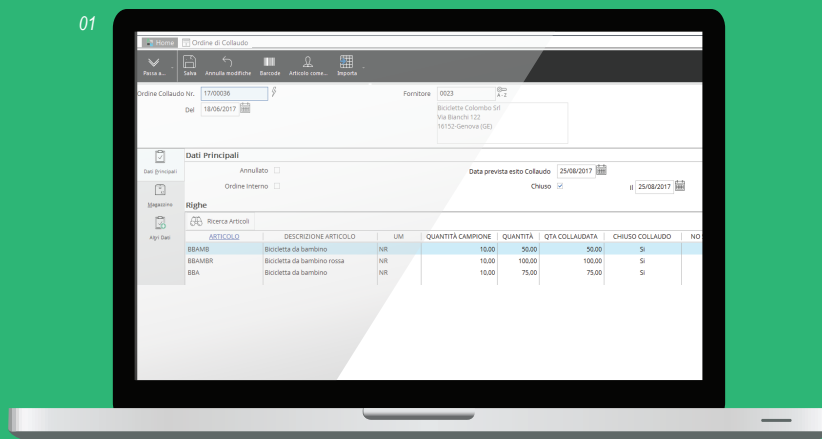 01
Home Ordine di Collaudo
Passa a... Salva Annulla modifiche Barcode Articolo come... Importa
Ordine Collaudo Nr. 17/00036 Fornitore 0023 A - Z
Del 18/06/2017 Biciclette Colombo Srl
Via Bianchi 122
16152-Genova (GE)
Dati Principali
Dati Principali Annullato Data prevista esito Collaudo 25/08/2017
Ordine Interno Chiuso il 25/08/2017
Magazzino Righe
Ricerca Articoli
Altri Dati ARTICOLO DESCRIZIONE ARTICOLO UM QUANTITÀ CAMPIONE QUANTITÀ QTA COLLAUDATA CHIUSO COLLAUDO NO
BBAMB Bicicletta da bambino NR 10,00 50,00 50,00 Si
BBAMBR Bicicletta da bambino rossa NR 10,00 100,00 100,00 Si
BBA Bicicletta da bambino NR 10,00 75,00 75,00 Si